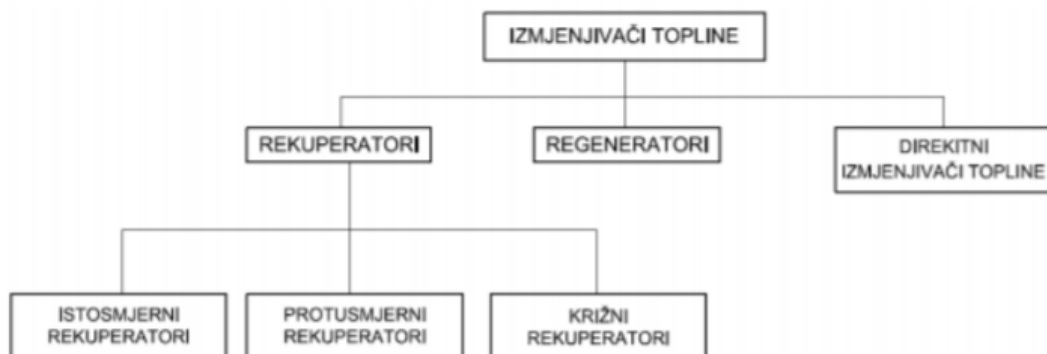 IZMJENJIVAČI TOPLINE
REKUPERATORI
REGENERATORI
DIREKITNI
IZMJENJIVAČI TOPLINE
ISTOSMJERNI
REKUPERATORI
PROTUSMJERNI
REKUPERATORI
KRIŽNI
REKUPERATORI